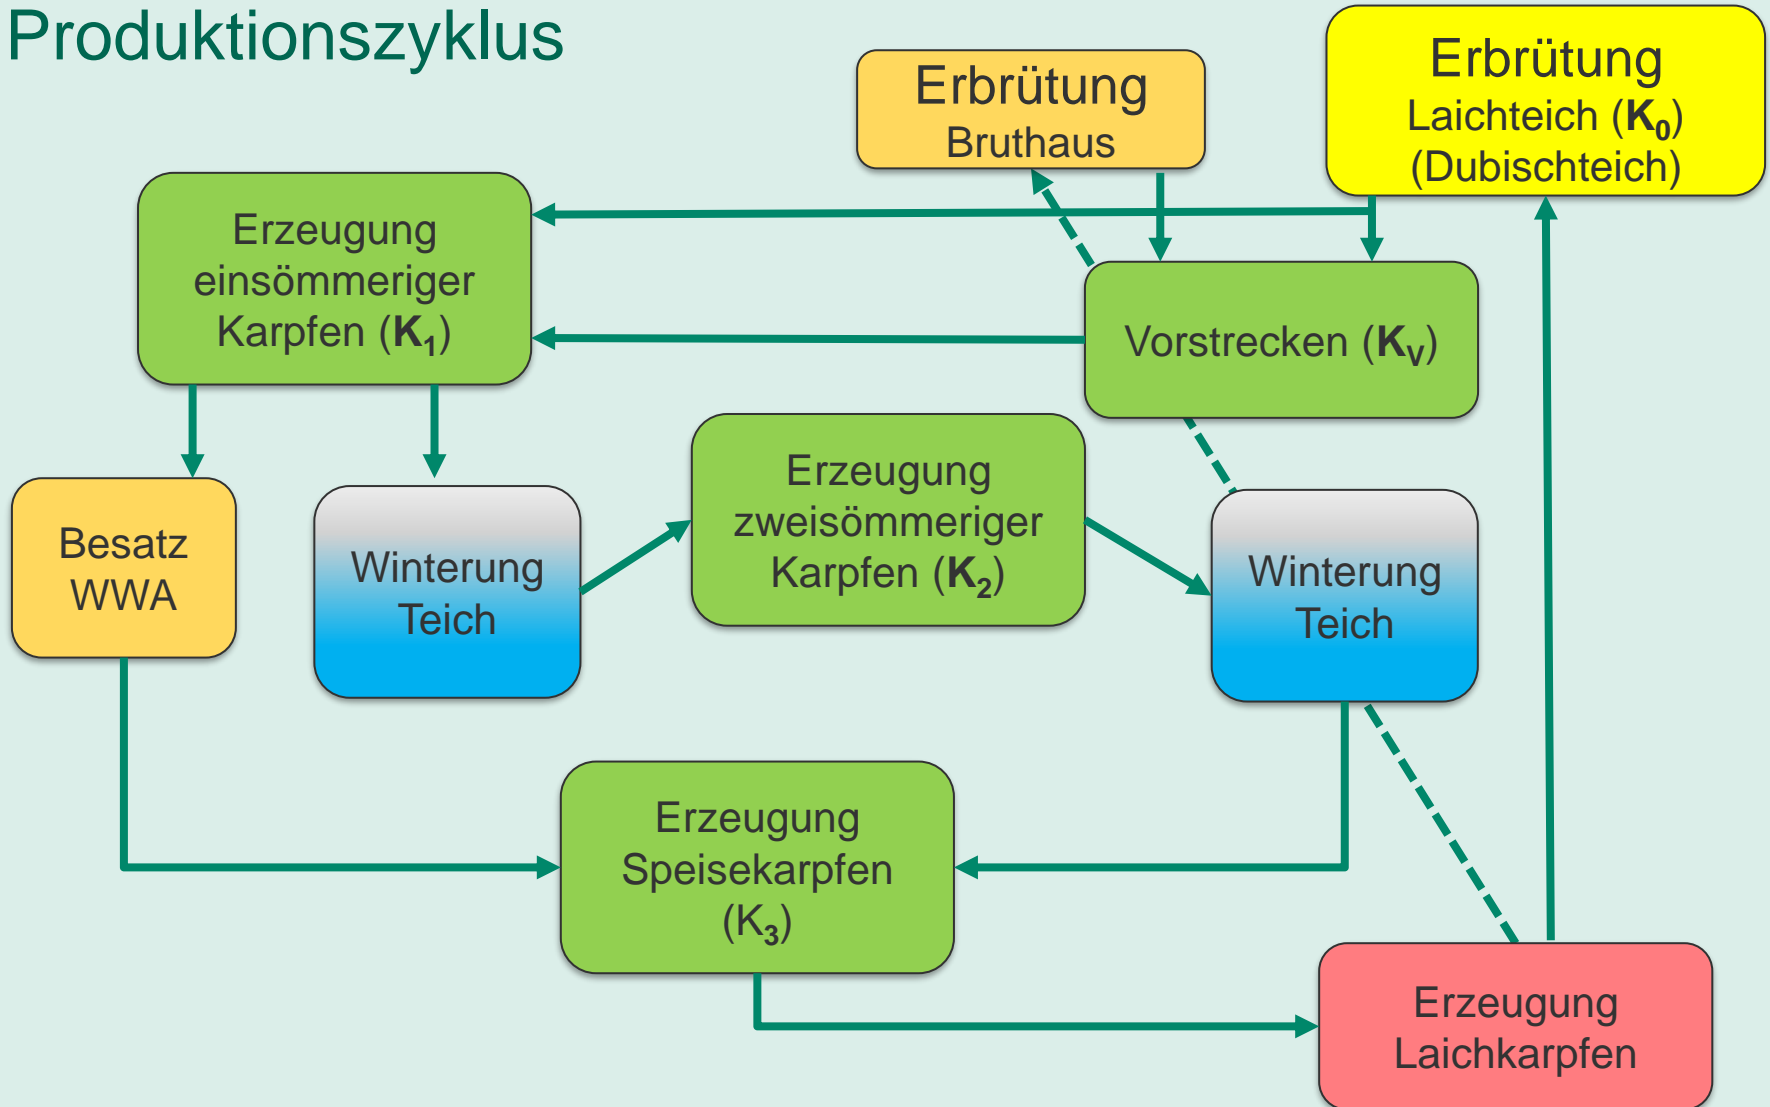 Produktionszyklus
Erbrütung
Bruthaus
Erbrütung
Laichteich (K₀)
(Dubischteich)
Erzeugung
einsömmeriger
Karpfen (K₁)
Vorstrecken (Kᵥ)
Besatz
WWA
Winterung
Teich
Erzeugung
zweisömmeriger
Karpfen (K₂)
Winterung
Teich
Erzeugung
Speisekarpfen
(K₃)
Erzeugung
Laichkarpfen